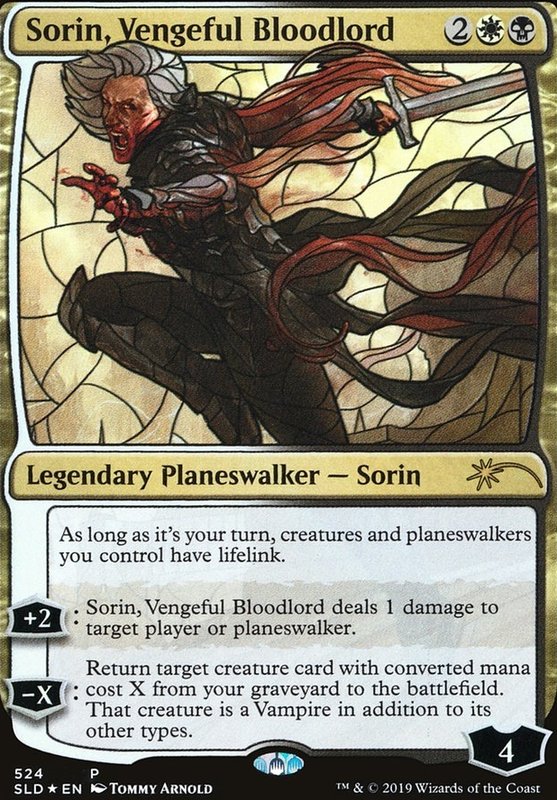 Sorin, Vengeful Bloodlord 2
Legendary Planeswalker — Sorin
As long as it's your turn, creatures and planeswalkers
you control have lifelink.
+2 : Sorin, Vengeful Bloodlord deals 1 damage to
target player or planeswalker.
Return target creature card with converted mana
−X : cost X from your graveyard to the battlefield.
That creature is a Vampire in addition to its
other types.
4
524 P
SLD ★ EN Tommy Arnold
™ & © 2019 Wizards of the Coast